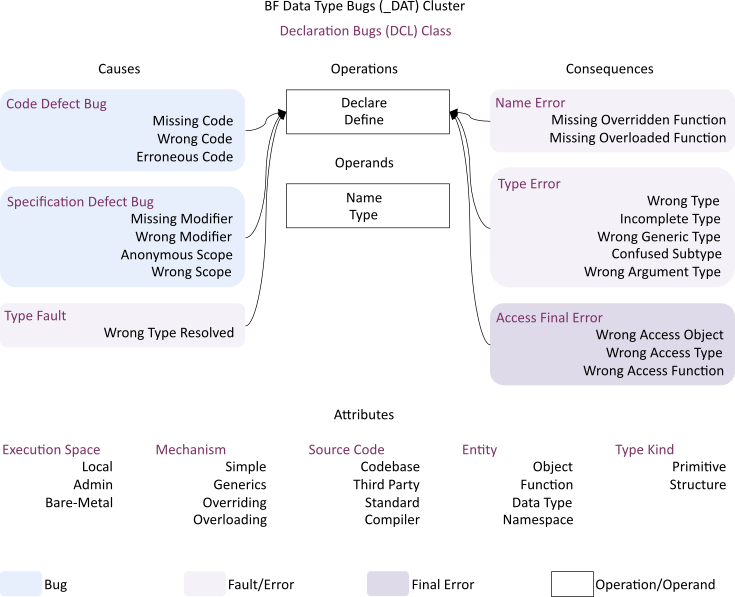 BF Data Type Bugs (_DAT) Cluster
Declaration Bugs (DCL) Class
Causes
Operations
Consequences
Code Defect Bug
Missing Code
Wrong Code
Erroneous Code
Specification Defect Bug
Missing Modifier
Wrong Modifier
Anonymous Scope
Wrong Scope
Type Fault
Wrong Type Resolved
Declare
Define
Operands
Name
Type
Name Error
Missing Overridden Function
Missing Overloaded Function
Type Error
Wrong Type
Incomplete Type
Wrong Generic Type
Confused Subtype
Wrong Argument Type
Access Final Error
Wrong Access Object
Wrong Access Type
Wrong Access Function
Attributes
Execution Space
Local
Admin
Bare-Metal
Mechanism
Simple
Generics
Overriding
Overloading
Source Code
Codebase
Third Party
Standard
Compiler
Entity
Object
Function
Data Type
Namespace
Type Kind
Primitive
Structure
Bug
Fault/Error
Final Error
Operation/Operand